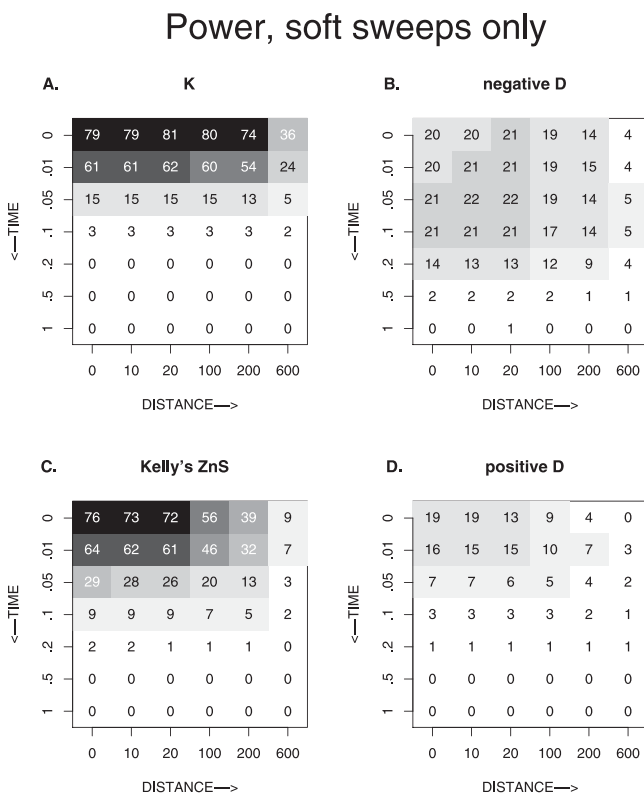 Power, soft sweeps only
A. K
0 79 79 81 80 74 36
.01 61 61 62 60 54 24
.05 15 15 15 15 13 5
.1 3 3 3 3 3 2
.2 0 0 0 0 0 0
.5 0 0 0 0 0 0
1 0 0 0 0 0 0
<—TIME
0 10 20 100 200 600
DISTANCE—>
B. negative D
0 20 20 21 19 14 4
.01 20 21 21 19 15 4
.05 21 22 22 19 14 5
.1 21 21 21 17 14 5
.2 14 13 13 12 9 4
.5 2 2 2 2 1 1
1 0 0 1 0 0 0
<—TIME
0 10 20 100 200 600
DISTANCE—>
C. Kelly's ZnS
0 76 73 72 56 39 9
.01 64 62 61 46 32 7
.05 29 28 26 20 13 3
.1 9 9 9 7 5 2
.2 2 2 1 1 1 0
.5 0 0 0 0 0 0
1 0 0 0 0 0 0
<—TIME
0 10 20 100 200 600
DISTANCE—>
D. positive D
0 19 19 13 9 4 0
.01 16 15 15 10 7 3
.05 7 7 6 5 4 2
.1 3 3 3 3 2 1
.2 1 1 1 1 1 1
.5 0 0 0 0 0 0
1 0 0 0 0 0 0
<—TIME
0 10 20 100 200 600
DISTANCE—>